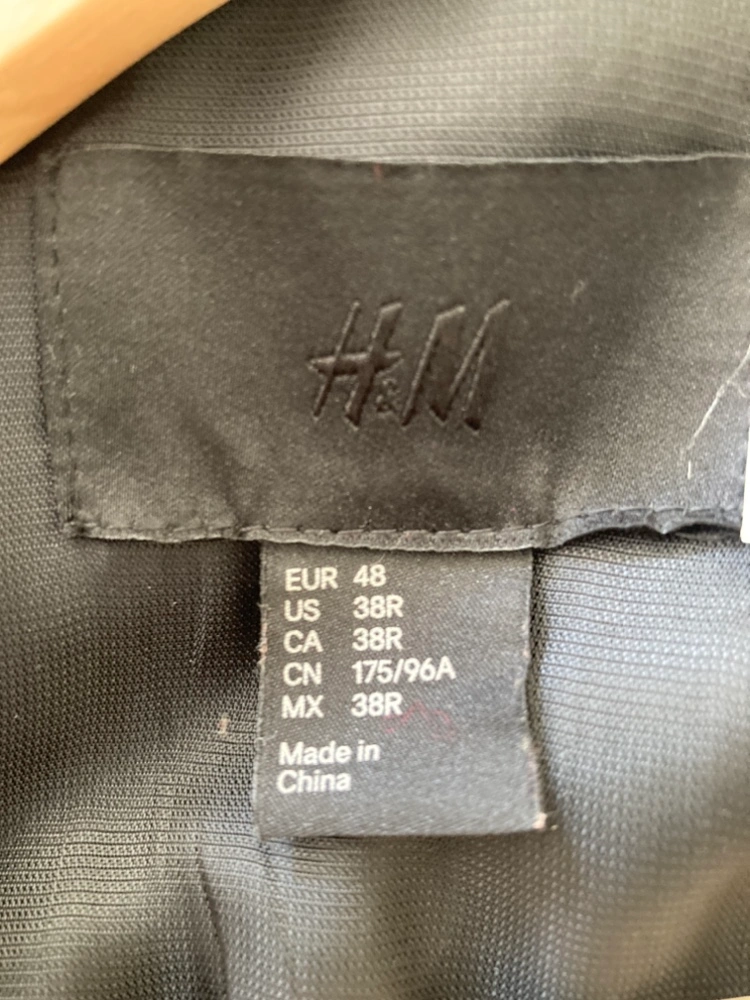 H&M
EUR 48
US 38R
CA 38R
CN 175/96A
MX 38R
Made in
China